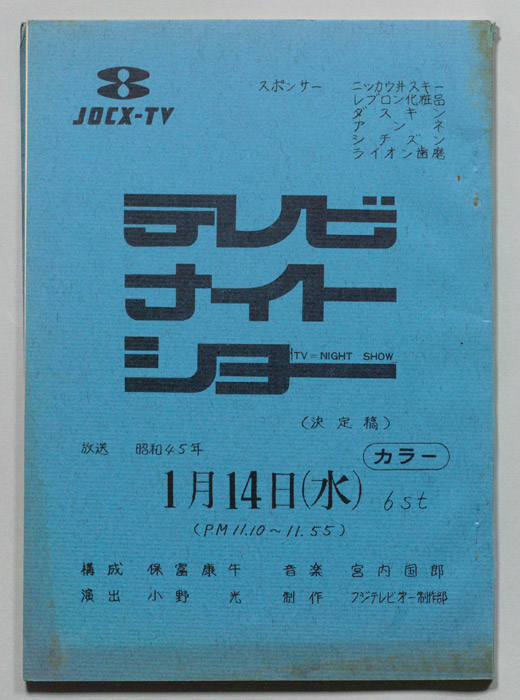 8
JOCX-TV
スポンサー ニッカウ井スキー
レブロン化粧品
ダスキン
アンネ
シチズン
ライオン歯磨
テレビ
ナイト
ショー
TV=NIGHT SHOW
(決定稿)
放送 昭和45年
カラー
1月14日(水) 6st
(PM11.10~11.55)
構成 保富康午 音楽 宮内国郎
演出 小野光 制作 フジテレビオー制作部